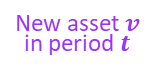 New asset v
in period t